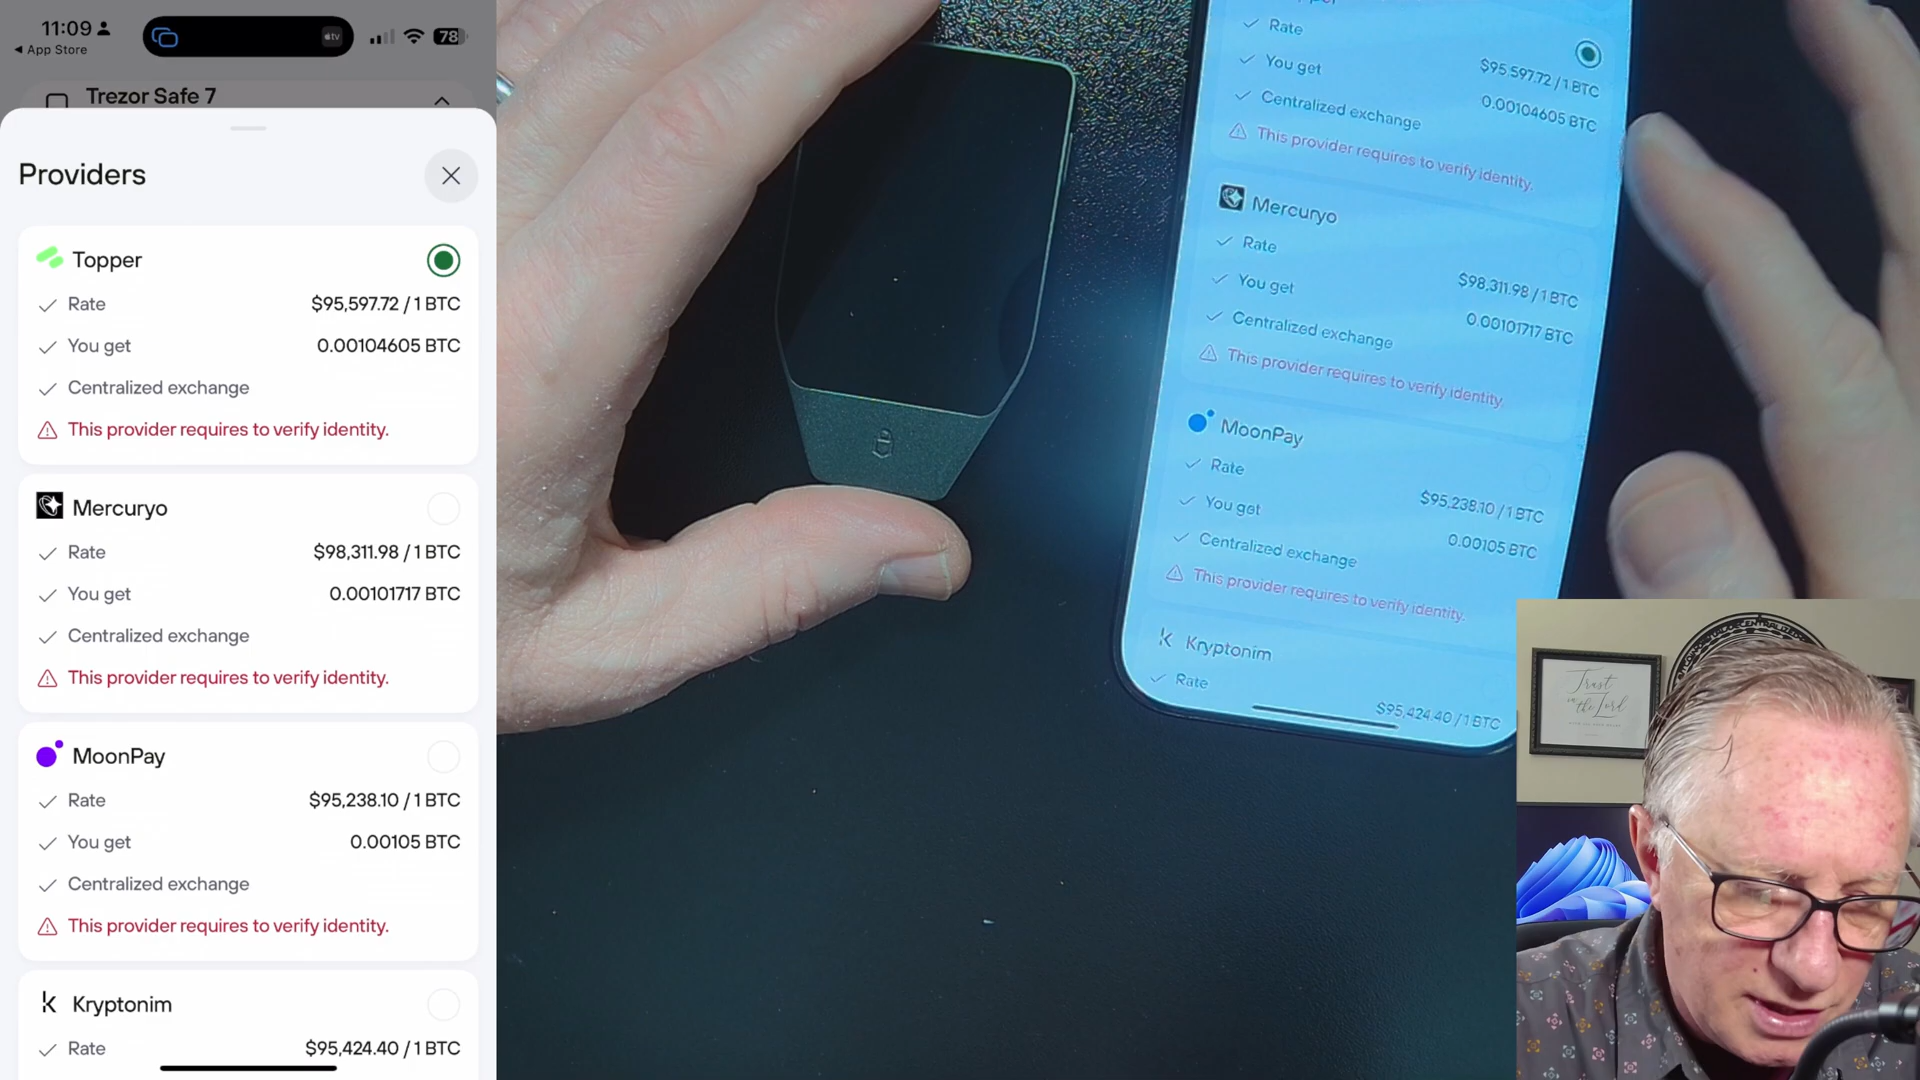 11:09
App Store
tv
78
Trezor Safe 7
Providers
Topper
Rate
$95,597.72 / 1 BTC
You get
0.00104605 BTC
Centralized exchange
This provider requires to verify identity.
Mercuryo
Rate
$98,311.98 / 1 BTC
You get
0.00101717 BTC
Centralized exchange
This provider requires to verify identity.
MoonPay
Rate
$95,238.10 / 1 BTC
You get
0.00105 BTC
Centralized exchange
This provider requires to verify identity.
Kryptonim
Rate
$95,424.40 / 1 BTC
Rate
$95,597.72 / 1 BTC
You get
0.00104605 BTC
Centralized exchange
This provider requires to verify identity.
Mercuryo
Rate
$98,311.98 / 1 BTC
You get
0.00101717 BTC
Centralized exchange
This provider requires to verify identity.
MoonPay
Rate
$95,238.10 / 1 BTC
You get
0.00105 BTC
Centralized exchange
This provider requires to verify identity.
Kryptonim
Rate
$95,424.40 / 1 BTC
Trust
in the Lord